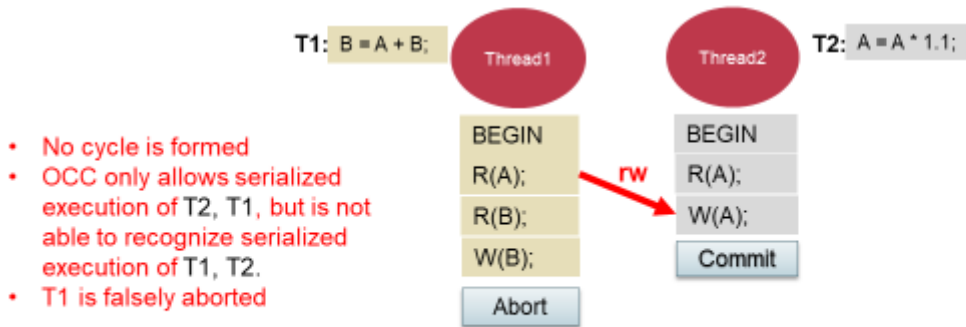 T1: B = A + B;
Thread1
Thread2
T2: A = A * 1.1;
• No cycle is formed
• OCC only allows serialized
execution of T2, T1, but is not
able to recognize serialized
execution of T1, T2.
• T1 is falsely aborted
BEGIN
R(A);
R(B);
W(B);
Abort
rw
BEGIN
R(A);
W(A);
Commit